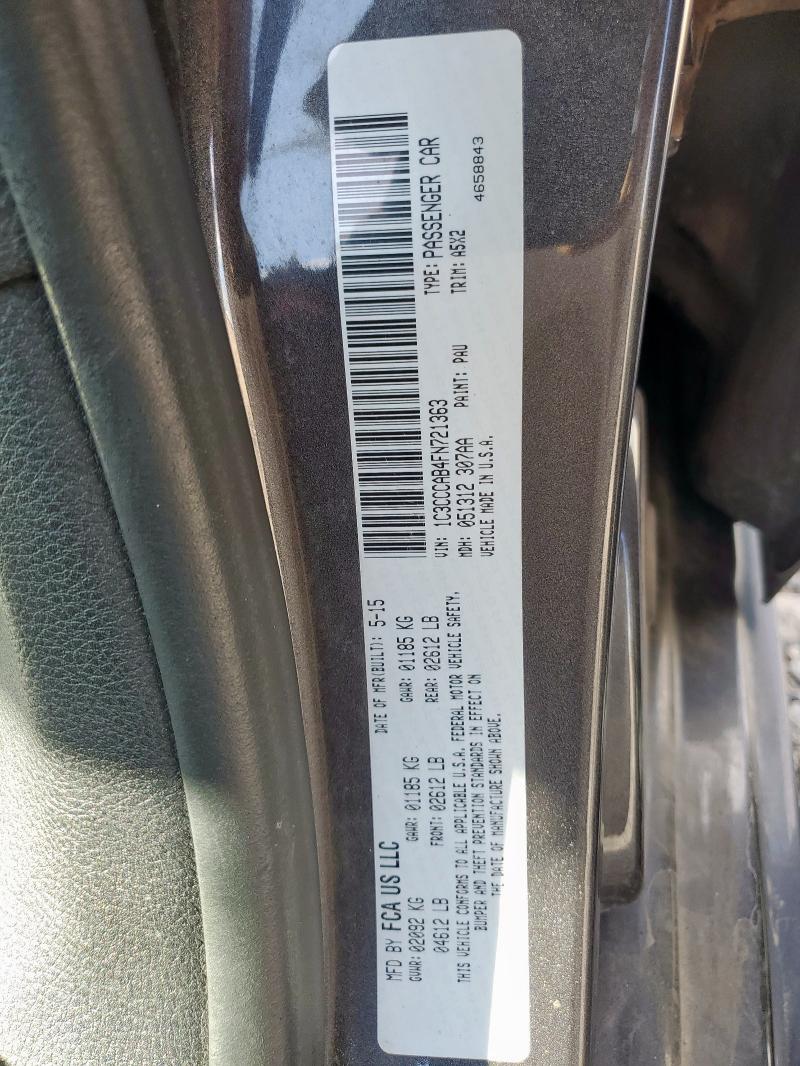 MFD BY FCA US LLC
DATE OF MFR(BUILT): 5-15
GVWR: 02092 KG
GAWR: 01185 KG
GAWR: 01185 KG
04612 LB
FRONT: 02612 LB
REAR: 02612 LB
THIS VEHICLE CONFORMS TO ALL APPLICABLE U.S.A. FEDERAL MOTOR VEHICLE SAFETY,
BUMPER AND THEFT PREVENTION STANDARDS IN EFFECT ON
THE DATE OF MANUFACTURE SHOWN ABOVE.
VIN: 1C3CCCAB4FN721363
TYPE: PASSENGER CAR
MDH: 051312 307AA
PAINT: PAU
TRIM: A5X2
VEHICLE MADE IN U.S.A.
4658843